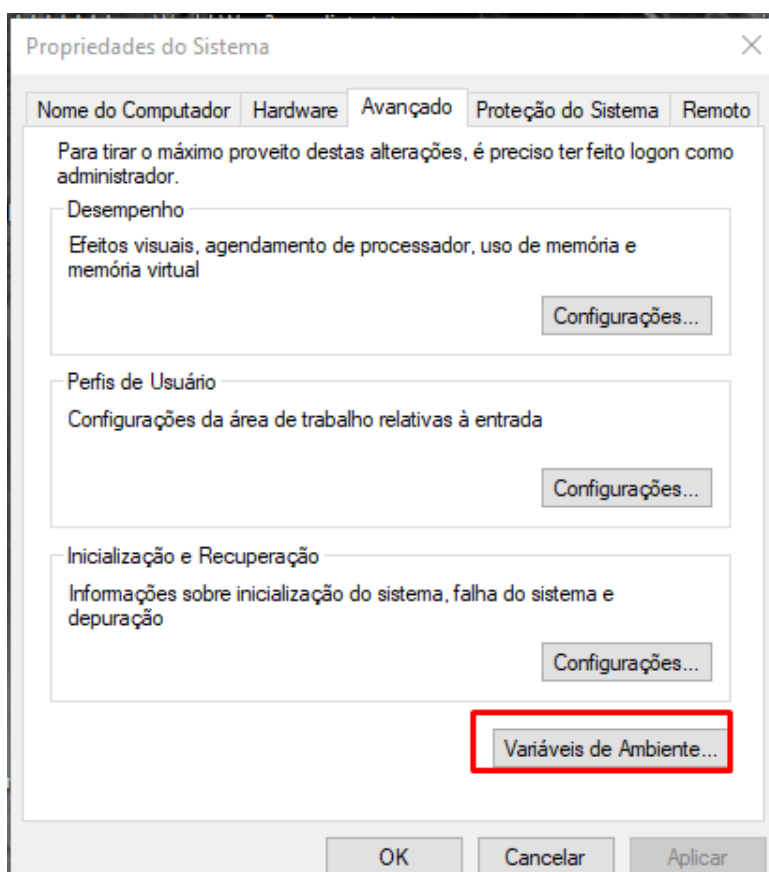 Propriedades do Sistema
Nome do Computador Hardware Avançado Proteção do Sistema Remoto
Para tirar o máximo proveito destas alterações, é preciso ter feito logon como
administrador.
Desempenho
Efeitos visuais, agendamento de processador, uso de memória e
memória virtual
Configurações...
Perfis de Usuário
Configurações da área de trabalho relativas à entrada
Configurações...
Inicialização e Recuperação
Informações sobre inicialização do sistema, falha do sistema e
depuração
Configurações...
Variáveis de Ambiente...
OK Cancelar Aplicar